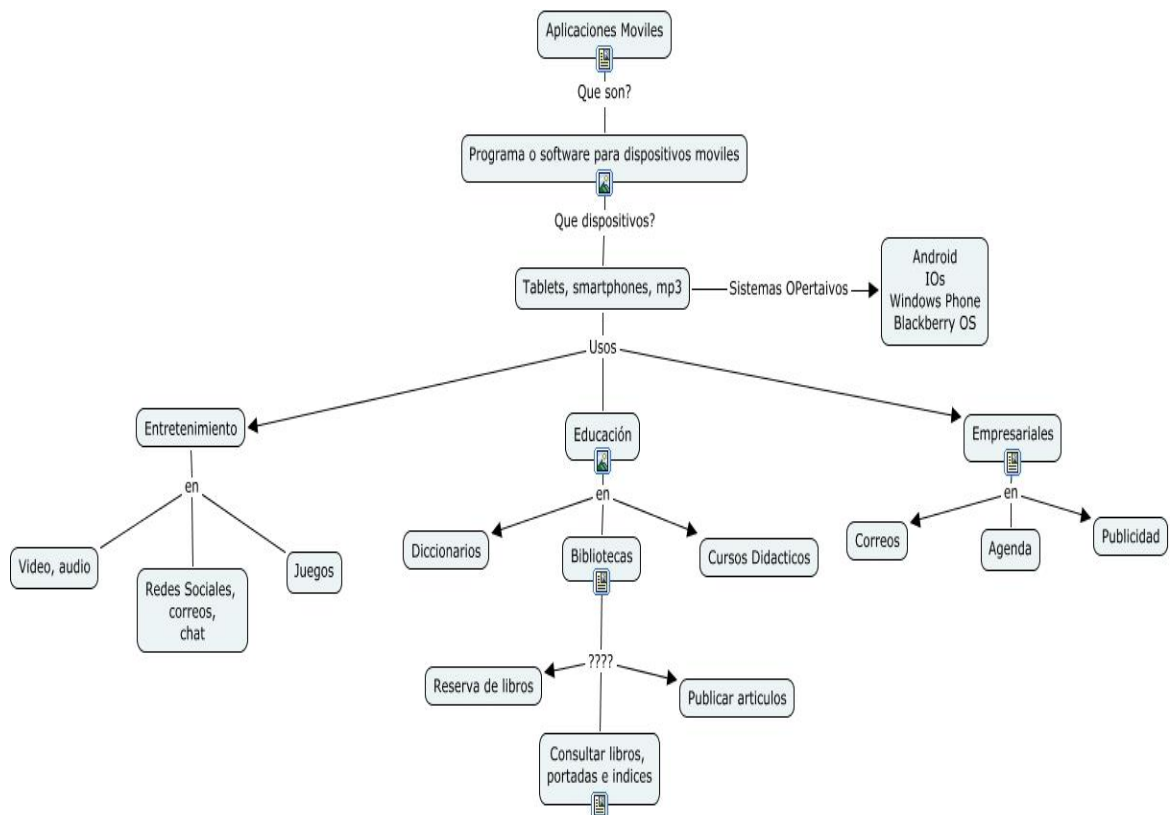 Aplicaciones Moviles
Que son?
Programa o software para dispositivos moviles
Que dispositivos?
Tablets, smartphones, mp3
Sistemas OPertaivos
Android
IOs
Windows Phone
Blackberry OS
Usos
Entretenimiento
Educación
Empresariales
en
en
en
Video, audio
Redes Sociales,
correos,
chat
Juegos
Diccionarios
Bibliotecas
Cursos Didacticos
Correos
Agenda
Publicidad
????
Reserva de libros
Publicar articulos
Consultar libros,
portadas e indices